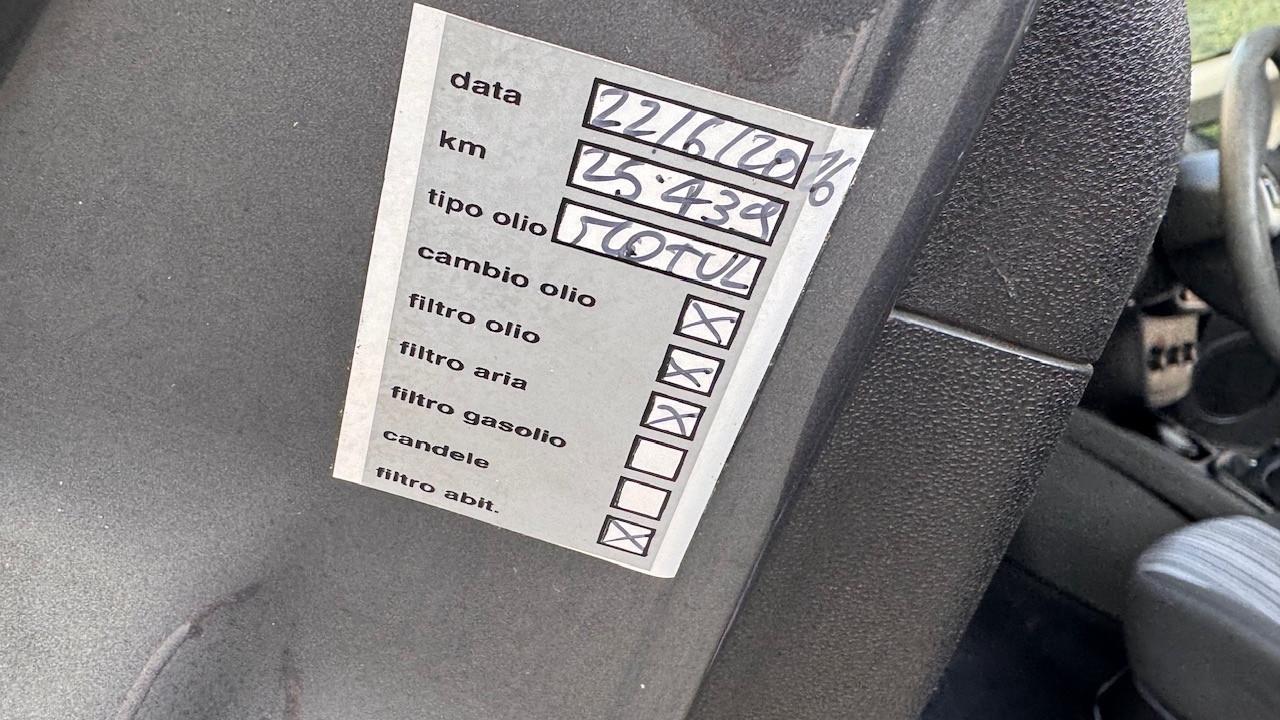 data 22/6/2016
km 25.439
tipo olio MOTUL
cambio olio X
filtro olio X
filtro aria X
filtro gasolio
candele
filtro abit. X